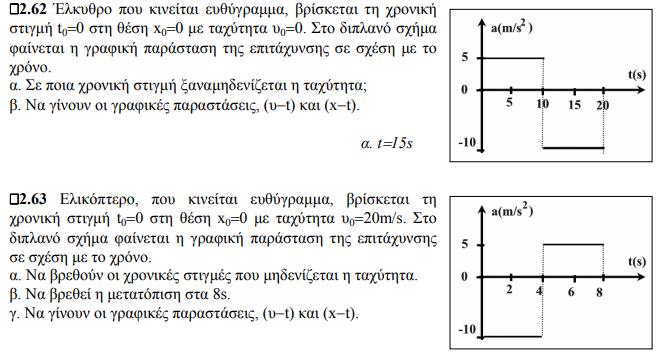 ❑2.62 Έλκυθρο που κινείται ευθύγραμμα, βρίσκεται τη χρονική
στιγμή t₀=0 στη θέση x₀=0 με ταχύτητα υ₀=0. Στο διπλανό σχήμα
φαίνεται η γραφική παράσταση της επιτάχυνσης σε σχέση με το
χρόνο.
α. Σε ποια χρονική στιγμή ξαναμηδενίζεται η ταχύτητα;
β. Να γίνουν οι γραφικές παραστάσεις, (υ–t) και (x–t).
α. t=15s
a(m/s²)
5
t(s)
0
5 10 15 20
-10
❑2.63 Ελικόπτερο, που κινείται ευθύγραμμα, βρίσκεται τη
χρονική στιγμή t₀=0 στη θέση x₀=0 με ταχύτητα υ₀=20m/s. Στο
διπλανό σχήμα φαίνεται η γραφική παράσταση της επιτάχυνσης
σε σχέση με το χρόνο.
α. Να βρεθούν οι χρονικές στιγμές που μηδενίζεται η ταχύτητα.
β. Να βρεθεί η μετατόπιση στα 8s.
γ. Να γίνουν οι γραφικές παραστάσεις, (υ–t) και (x–t).
a(m/s²)
5
t(s)
0
2 4 6 8
-10